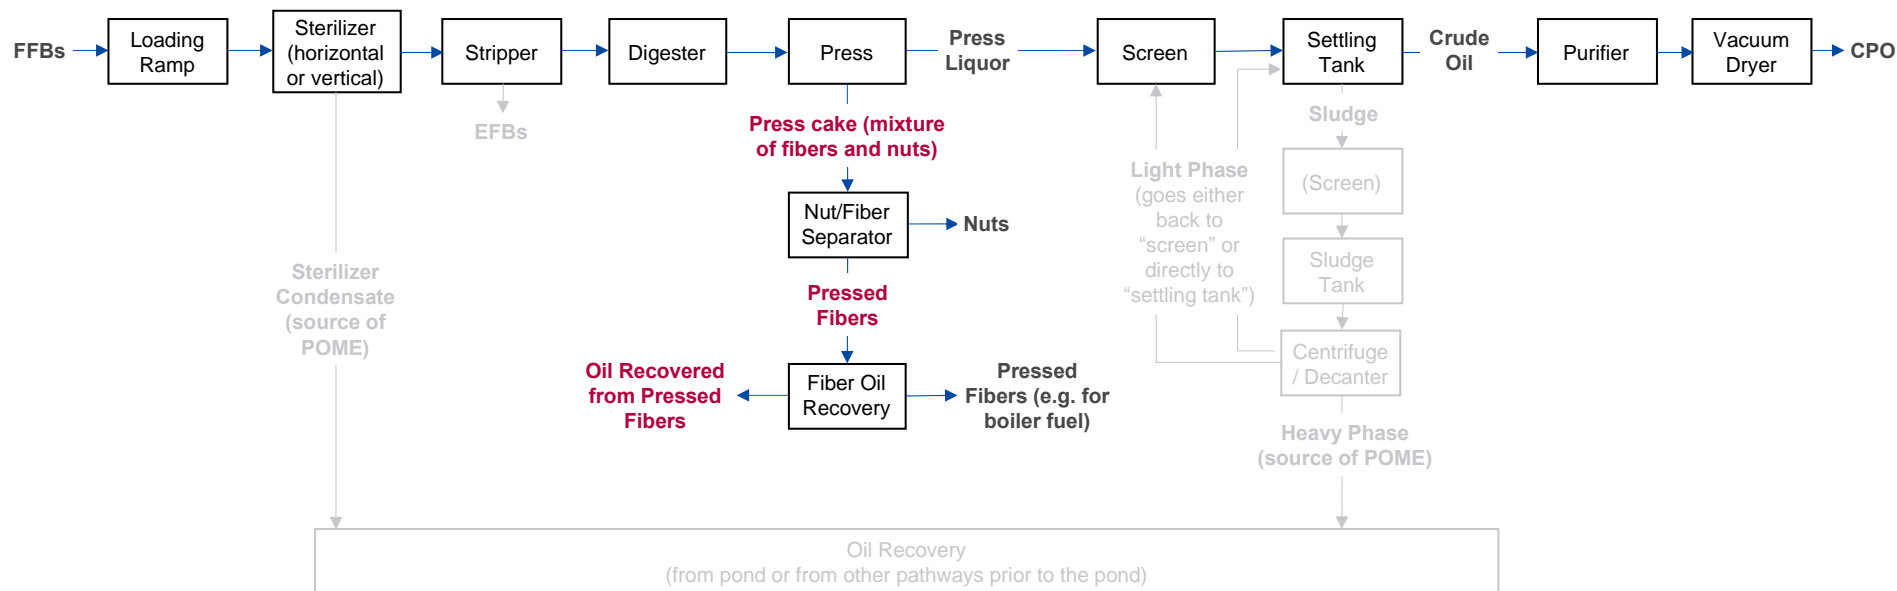 FFBs
Loading
Ramp
Sterilizer
(horizontal
or vertical)
Stripper
Digester
Press
Press
Liquor
Screen
Settling
Tank
Crude
Oil
Purifier
Vacuum
Dryer
CPO
EFBs
Press cake (mixture
of fibers and nuts)
Nut/Fiber
Separator
Nuts
Pressed
Fibers
Fiber Oil
Recovery
Oil Recovered
from Pressed
Fibers
Pressed
Fibers (e.g. for
boiler fuel)
Sterilizer
Condensate
(source of
POME)
Light Phase
(goes either
back to
“screen” or
directly to
“settling tank”)
Sludge
(Screen)
Sludge
Tank
Centrifuge
/ Decanter
Heavy Phase
(source of POME)
Oil Recovery
(from pond or from other pathways prior to the pond)